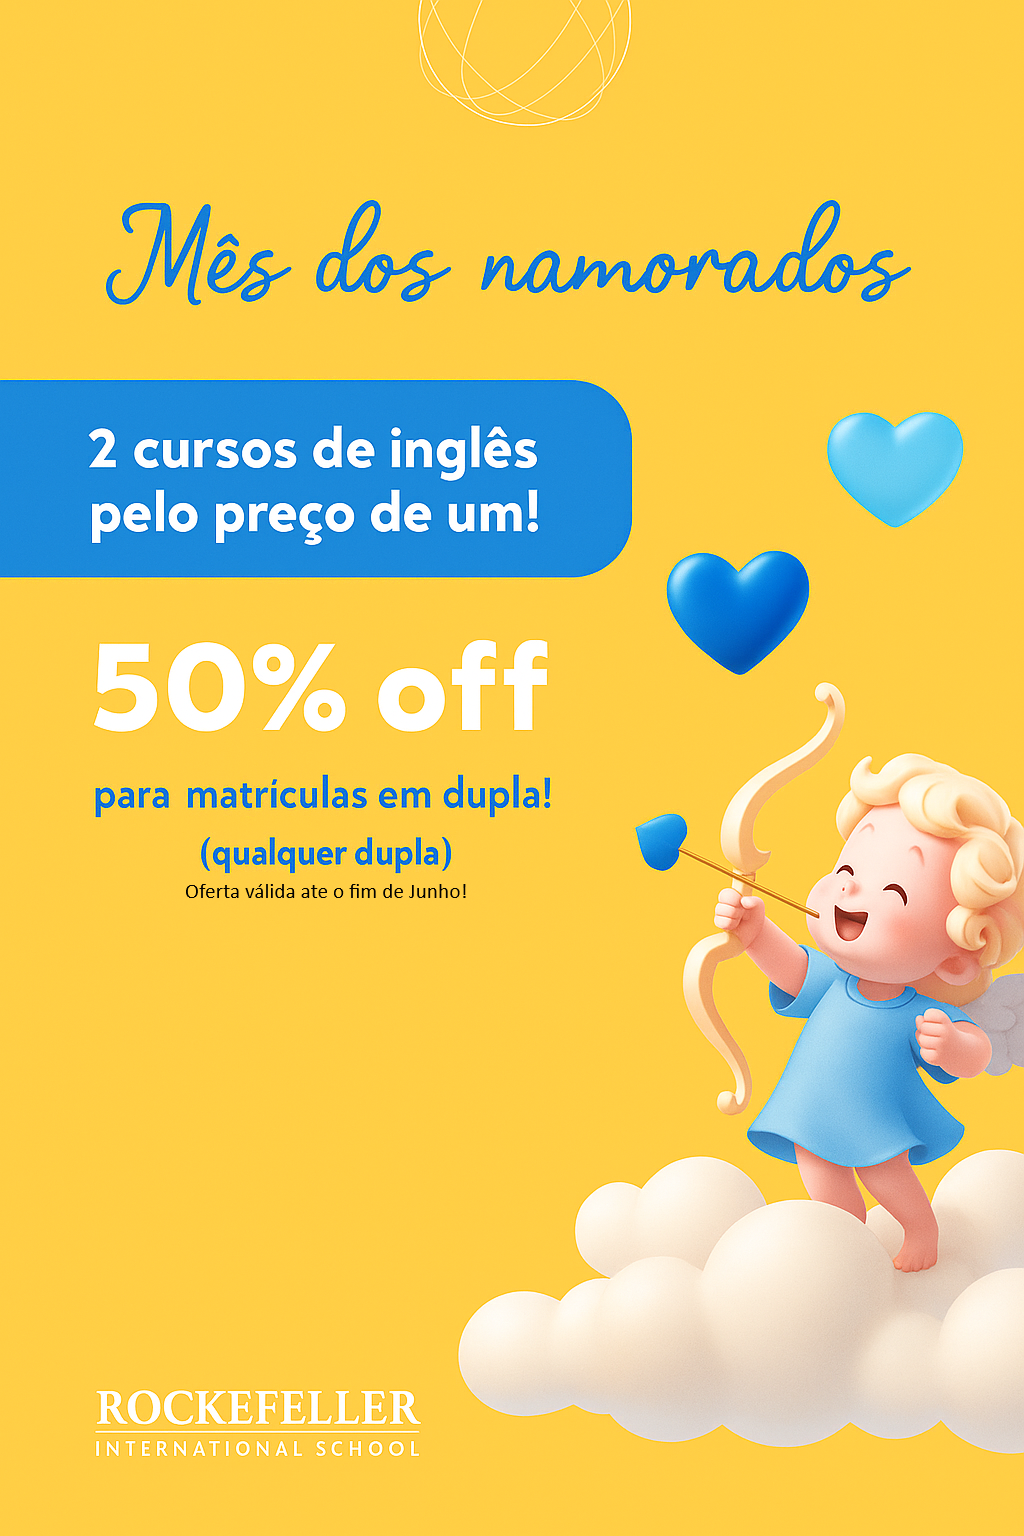 Mês dos namorados
2 cursos de inglês
pelo preço de um!
50% off
para matrículas em dupla!
(qualquer dupla)
Oferta válida ate o fim de Junho!
ROCKEFELLER
INTERNATIONAL SCHOOL